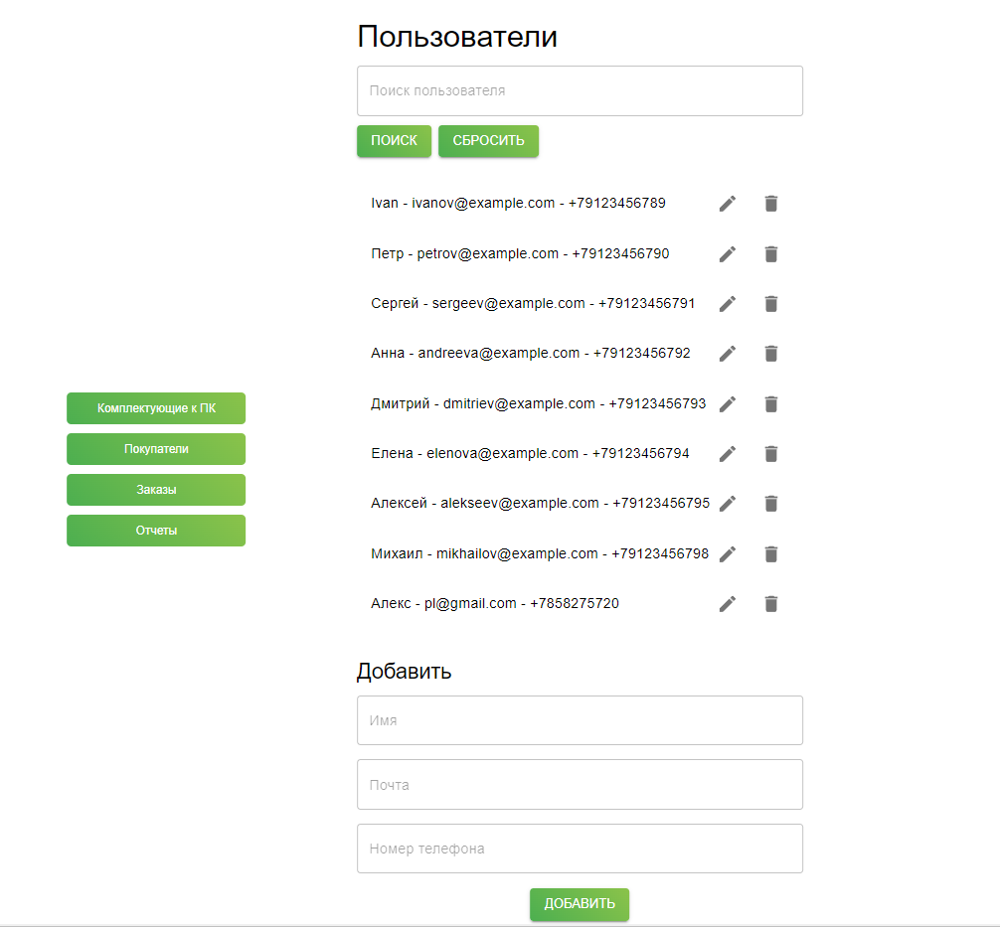 Пользователи
Поиск пользователя
ПОИСК СБРОСИТЬ
Ivan - ivanov@example.com - +79123456789
Петр - petrov@example.com - +79123456790
Сергей - sergeev@example.com - +79123456791
Анна - andreeva@example.com - +79123456792
Дмитрий - dmitriev@example.com - +79123456793
Елена - elenova@example.com - +79123456794
Алексей - alekseev@example.com - +79123456795
Михаил - mikhailov@example.com - +79123456798
Алекс - pl@gmail.com - +7858275720
Комплектующие к ПК
Покупатели
Заказы
Отчеты
Добавить
Имя
Почта
Номер телефона
ДОБАВИТЬ